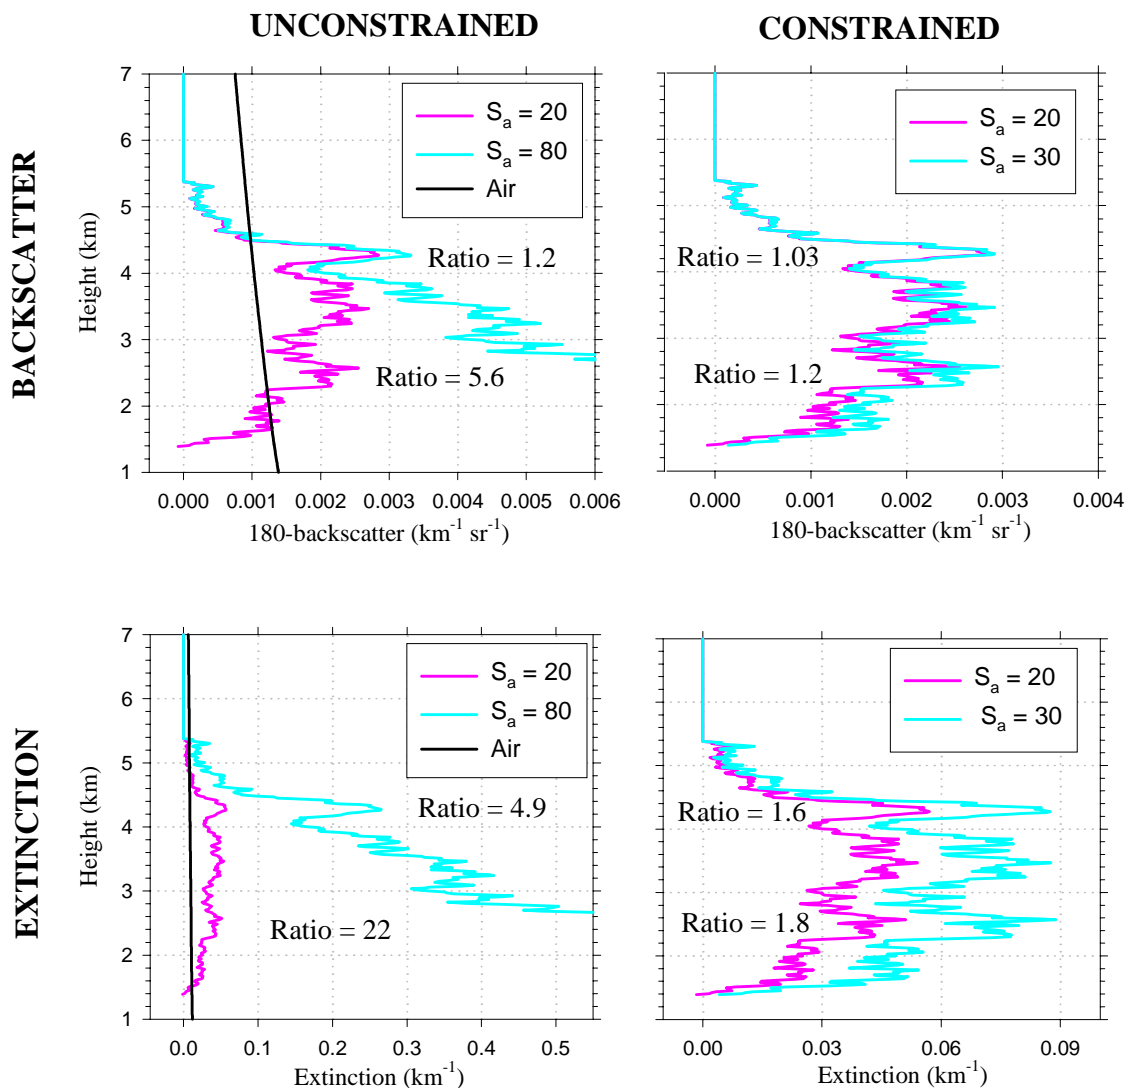 UNCONSTRAINED
CONSTRAINED
BACKSCATTER
7
6
5
4
3
2
1
Height (km)
S_a = 20
S_a = 80
Air
Ratio = 1.2
Ratio = 5.6
0.000 0.001 0.002 0.003 0.004 0.005 0.006
180-backscatter (km⁻¹ sr⁻¹)
S_a = 20
S_a = 30
Ratio = 1.03
Ratio = 1.2
0.000 0.001 0.002 0.003 0.004
180-backscatter (km⁻¹ sr⁻¹)
EXTINCTION
7
6
5
4
3
2
1
Height (km)
S_a = 20
S_a = 80
Air
Ratio = 4.9
Ratio = 22
0.0 0.1 0.2 0.3 0.4 0.5
Extinction (km⁻¹)
S_a = 20
S_a = 30
Ratio = 1.6
Ratio = 1.8
0.00 0.03 0.06 0.09
Extinction (km⁻¹)